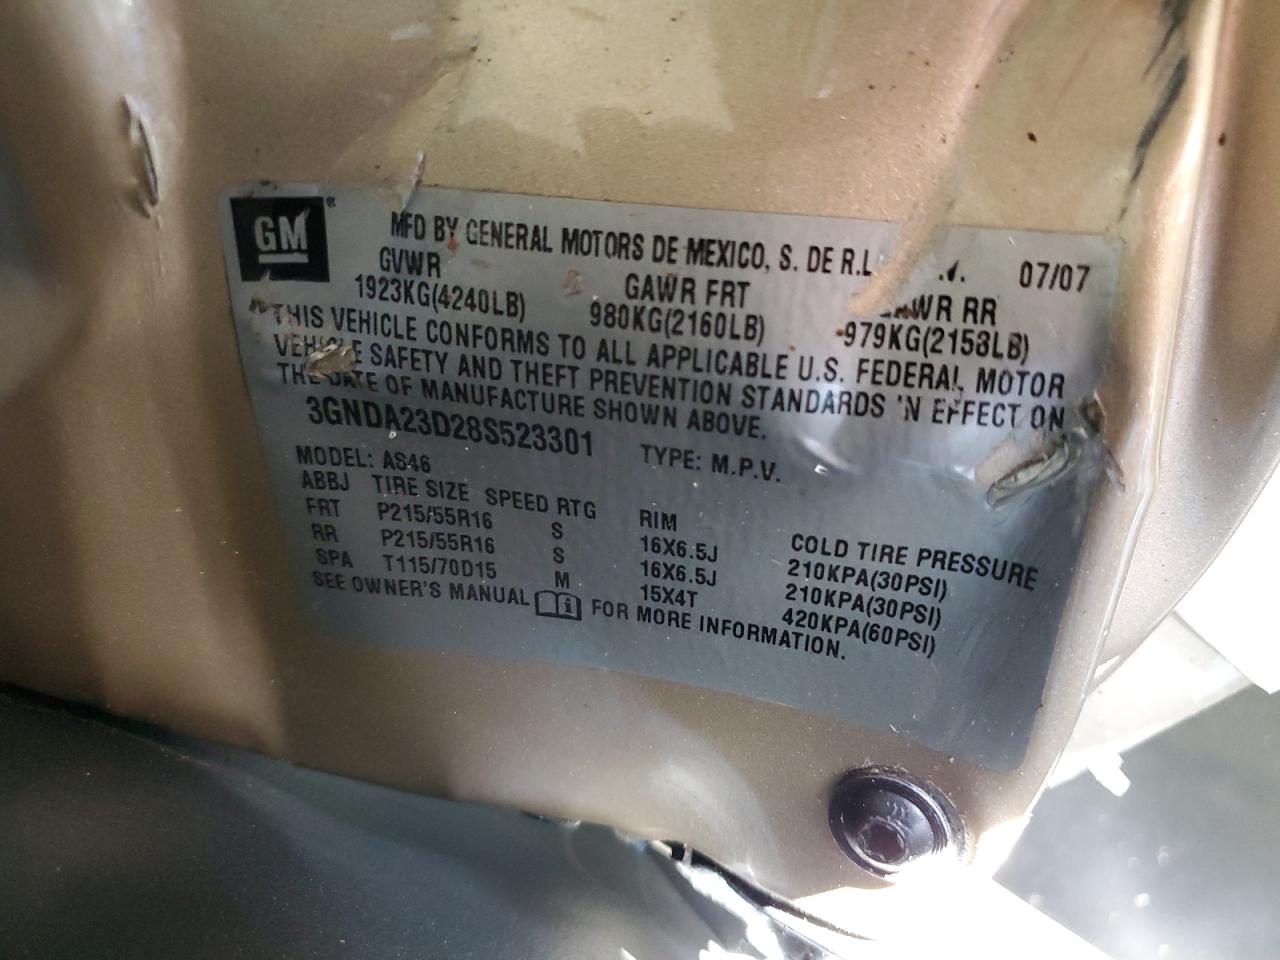 GM ®
MFD BY GENERAL MOTORS DE MEXICO, S. DE R.L 07/07
GVWR GAWR FRT RR
1923KG(4240LB) 980KG(2160LB) 979KG(2158LB)
THIS VEHICLE CONFORMS TO ALL APPLICABLE U.S. FEDERAL MOTOR
VEHICLE SAFETY AND THEFT PREVENTION STANDARDS IN EFFECT ON
THE DATE OF MANUFACTURE SHOWN ABOVE.
3GNDA23D28S523301 TYPE: M.P.V.
MODEL: AS46
ABBJ TIRE SIZE SPEED RTG RIM COLD TIRE PRESSURE
FRT P215/55R16 S 16X6.5J 210KPA(30PSI)
RR P215/55R16 S 16X6.5J 210KPA(30PSI)
SPA T115/70D15 M 15X4T 420KPA(60PSI)
SEE OWNER'S MANUAL FOR MORE INFORMATION.